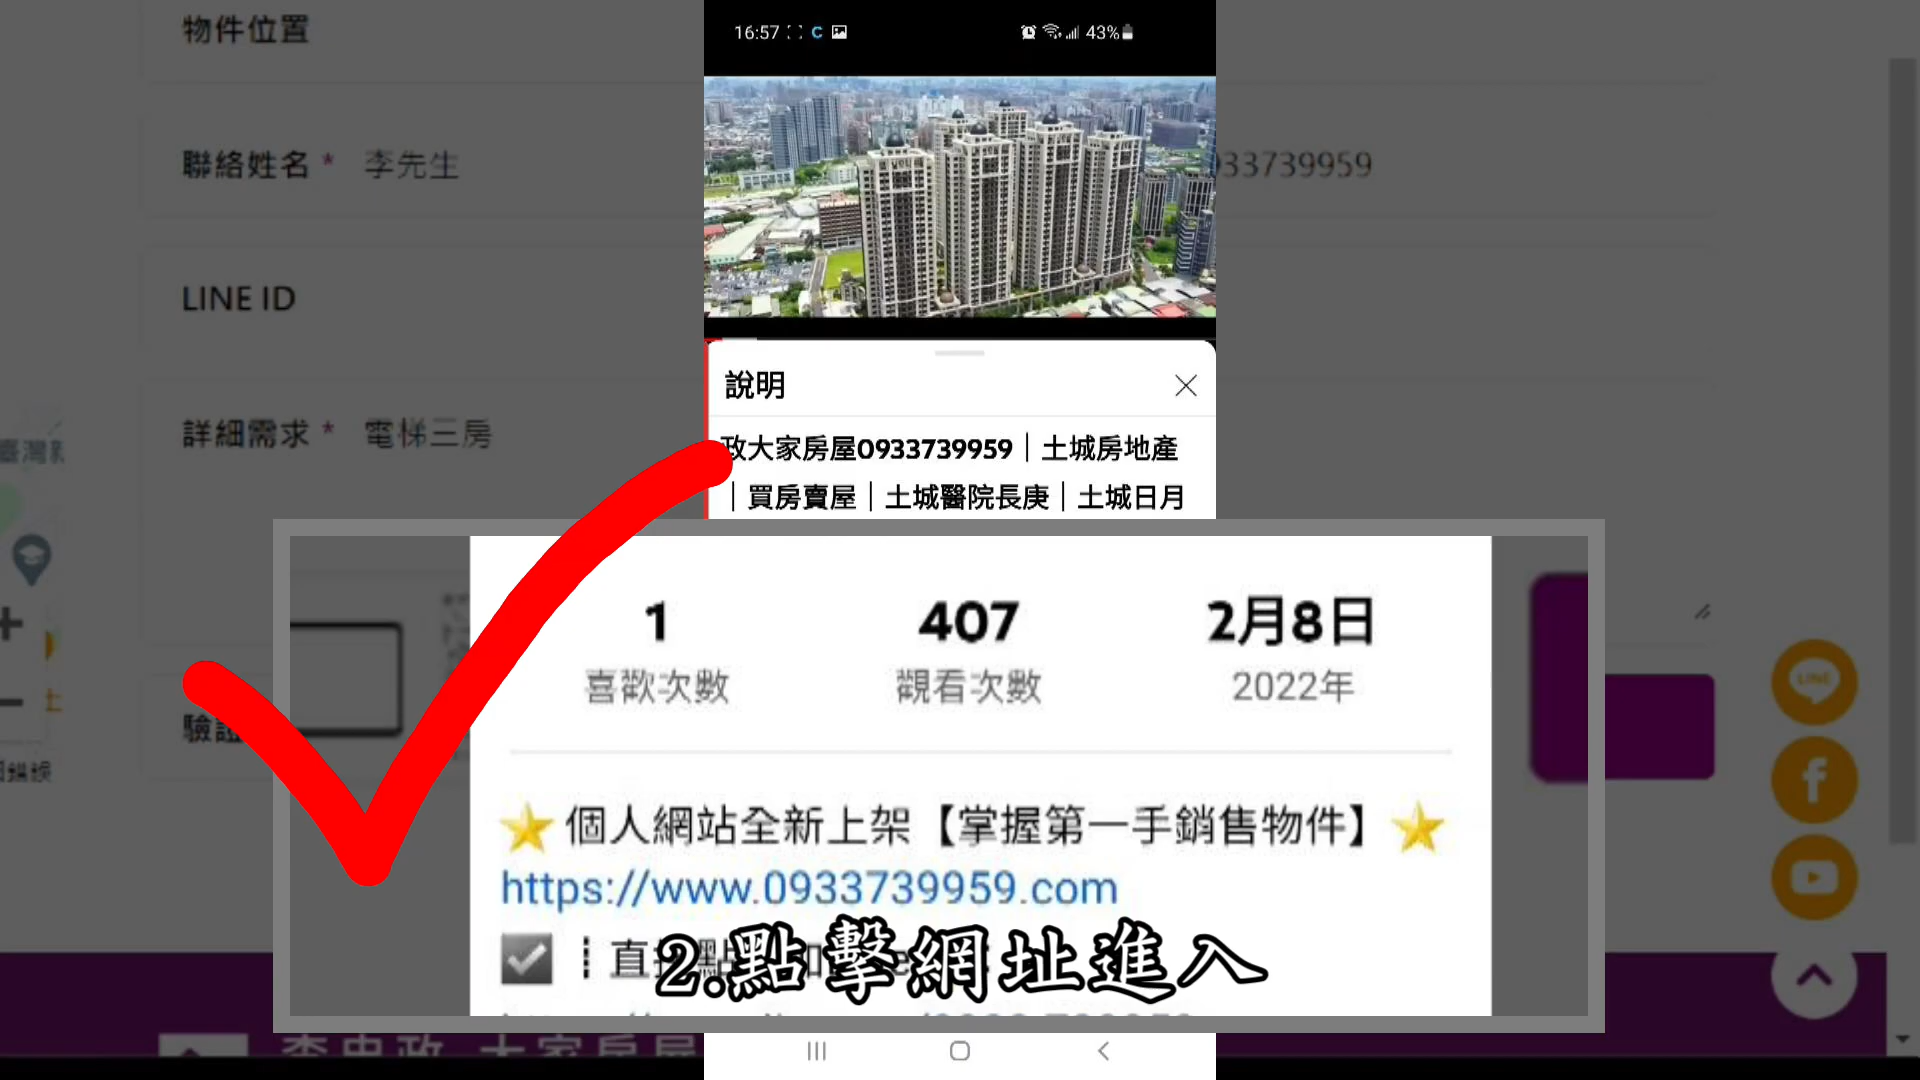 物件位置
16:57
43%
聯絡姓名 * 李先生
933739959
LINE ID
說明
詳細需求 * 電梯三房
政大家房屋0933739959｜土城房地產
｜買房賣屋｜土城醫院長庚｜土城日月
1
407
2月8日
喜歡次數
觀看次數
2022年
LINE
個人網站全新上架【掌握第一手銷售物件】
https://www.0933739959.com
2.點擊網址進入